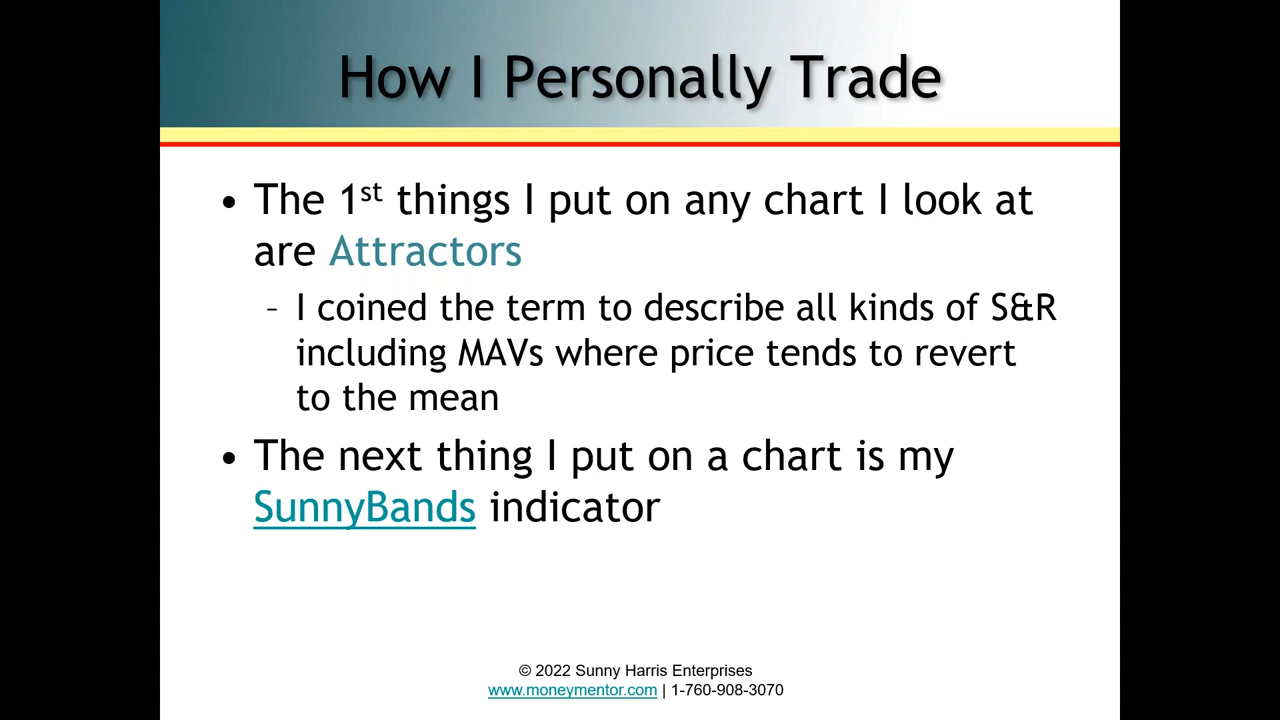 How I Personally Trade
• The 1st things I put on any chart I look at
are Attractors
– I coined the term to describe all kinds of S&R
including MAVs where price tends to revert
to the mean
• The next thing I put on a chart is my
SunnyBands indicator
© 2022 Sunny Harris Enterprises
www.moneymentor.com | 1-760-908-3070